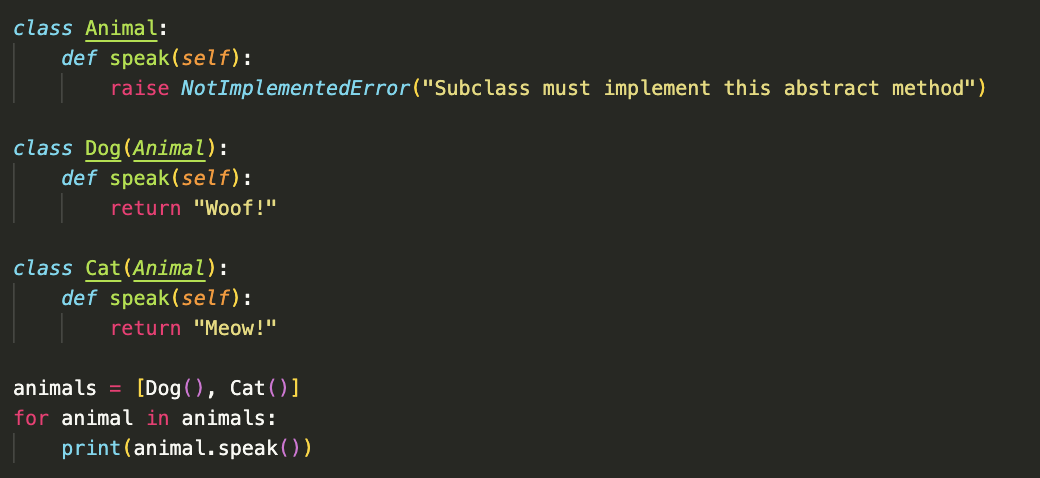 class Animal:
    def speak(self):
        raise NotImplementedError("Subclass must implement this abstract method")

class Dog(Animal):
    def speak(self):
        return "Woof!"

class Cat(Animal):
    def speak(self):
        return "Meow!"

animals = [Dog(), Cat()]
for animal in animals:
    print(animal.speak())